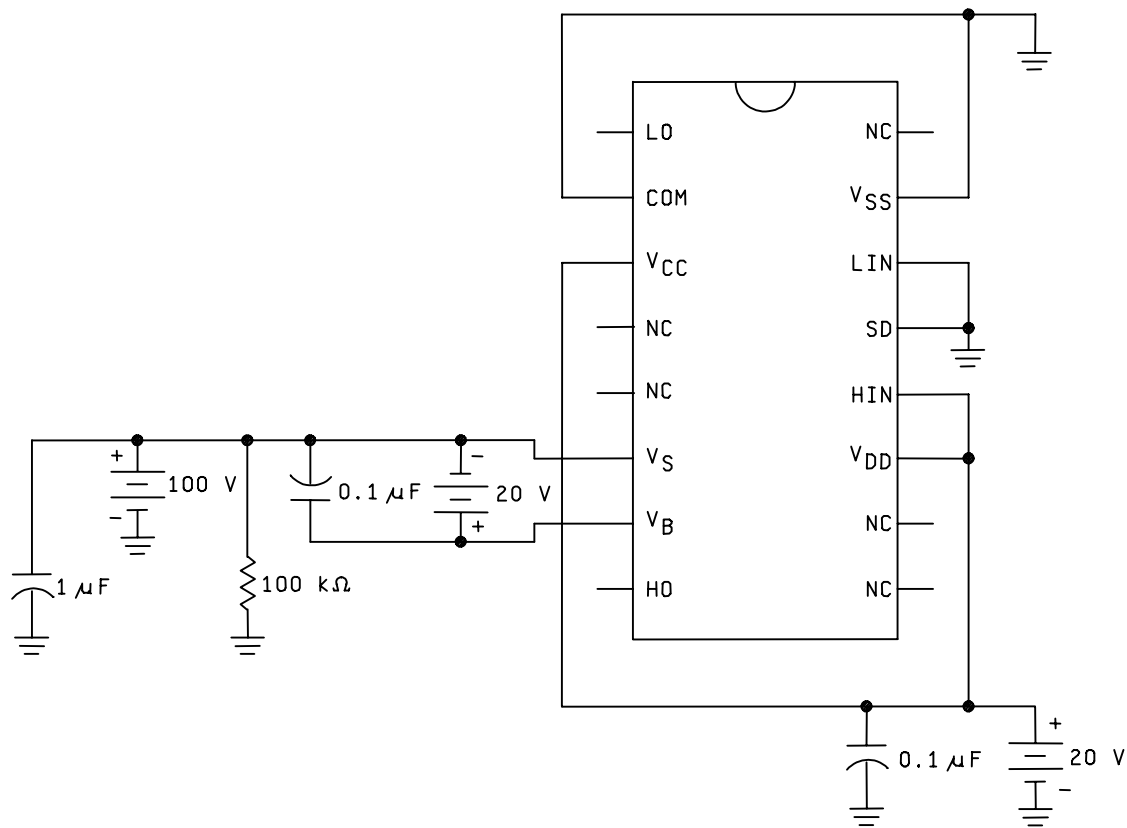 LO
NC
COM
VSS
VCC
LIN
NC
SD
NC
HIN
+
100 V
-
0.1 µF
-
20 V
+
VS
VDD
VB
NC
1 µF
100 kΩ
HO
NC
+
0.1 µF
20 V
-